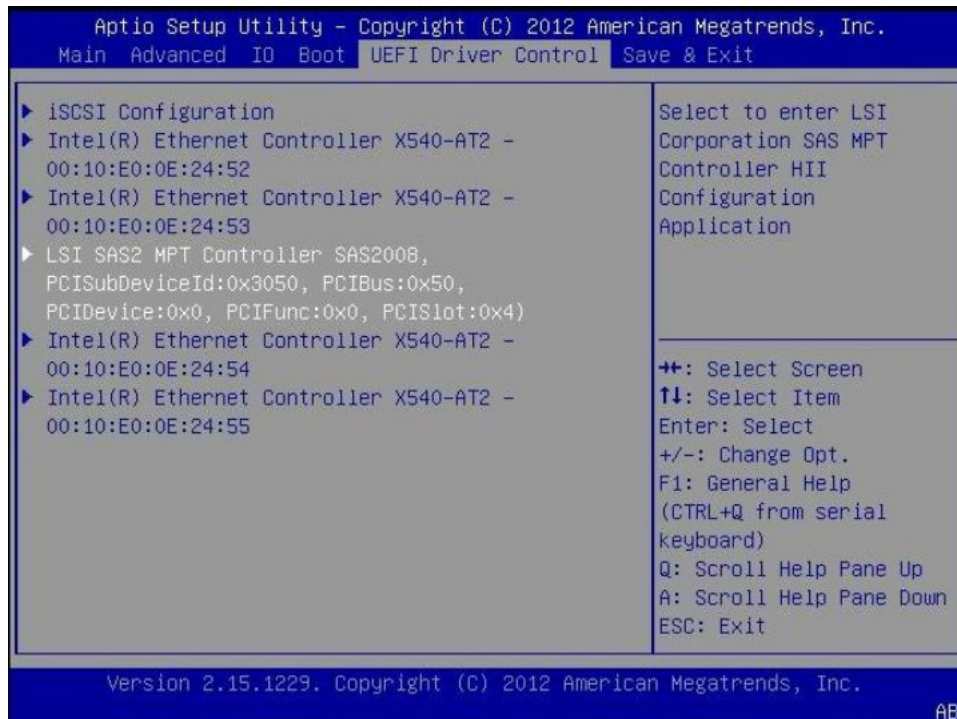 Aptio Setup Utility – Copyright (C) 2012 American Megatrends, Inc.
Main Advanced IO Boot UEFI Driver Control Save & Exit
iSCSI Configuration
Intel(R) Ethernet Controller X540-AT2 -
00:10:E0:0E:24:52
Intel(R) Ethernet Controller X540-AT2 -
00:10:E0:0E:24:53
LSI SAS2 MPT Controller SAS2008,
PCISubDeviceId:0x3050, PCIBus:0x50,
PCIDevice:0x0, PCIFunc:0x0, PCISlot:0x4)
Intel(R) Ethernet Controller X540-AT2 -
00:10:E0:0E:24:54
Intel(R) Ethernet Controller X540-AT2 -
00:10:E0:0E:24:55
Select to enter LSI
Corporation SAS MPT
Controller HII
Configuration
Application
→←: Select Screen
↑↓: Select Item
Enter: Select
+/-: Change Opt.
F1: General Help
(CTRL+Q from serial
keyboard)
Q: Scroll Help Pane Up
A: Scroll Help Pane Down
ESC: Exit
Version 2.15.1229. Copyright (C) 2012 American Megatrends, Inc.
AB